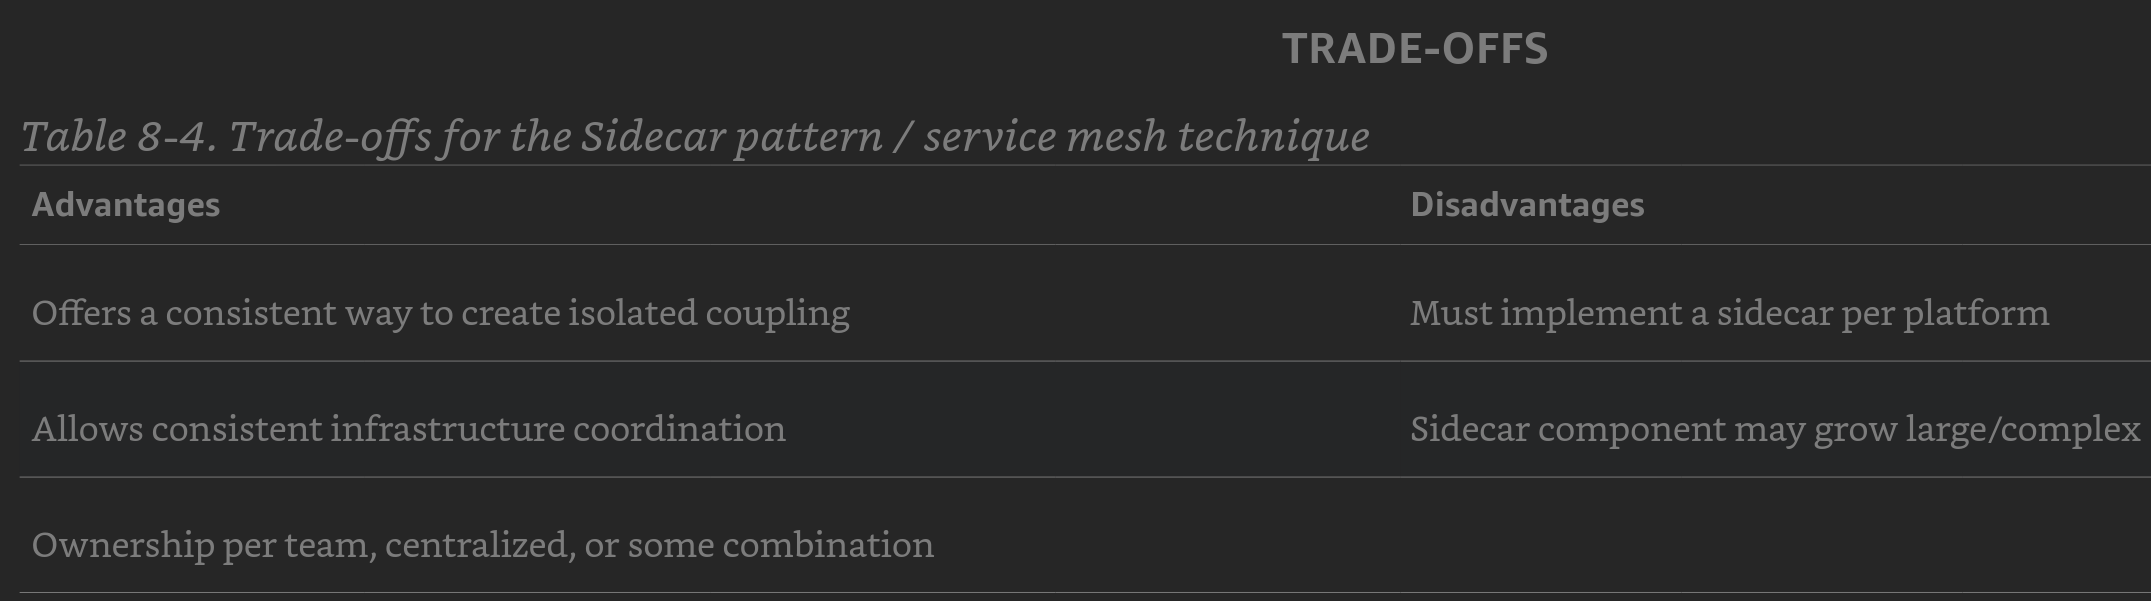 TRADE-OFFS
Table 8-4. Trade-offs for the Sidecar pattern / service mesh technique
Advantages Disadvantages
Offers a consistent way to create isolated coupling Must implement a sidecar per platform
Allows consistent infrastructure coordination Sidecar component may grow large/complex
Ownership per team, centralized, or some combination